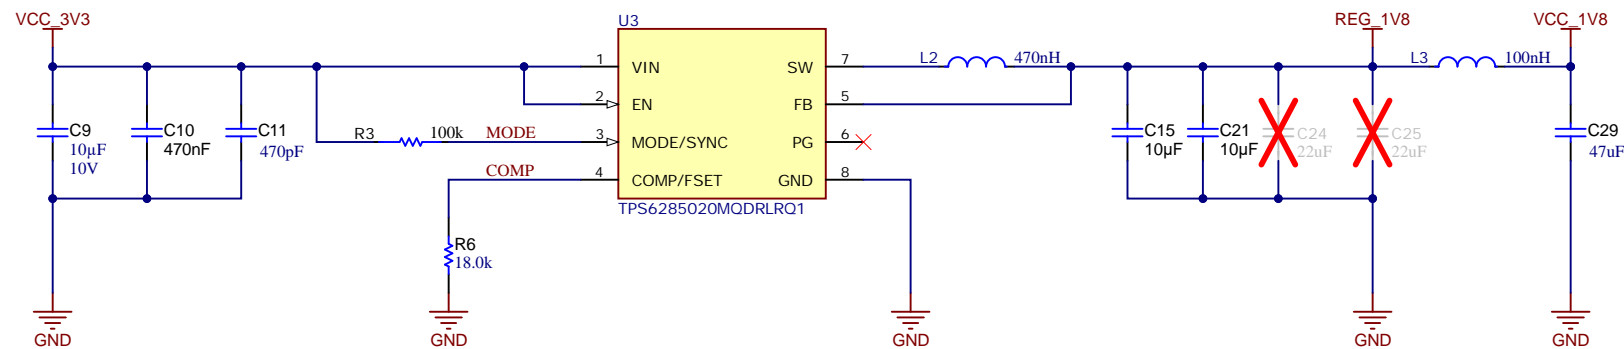 VCC_3V3
U3
REG_1V8
VCC_1V8
1
VIN
SW
7
L2
470nH
L3
100nH
2
EN
FB
5
R3
100k
MODE
3
MODE/SYNC
PG
6
COMP
4
COMP/FSET
GND
8
TPS6285020MQDRLRQ1
C9
10µF
10V
C10
470nF
C11
470pF
C15
10µF
C21
10µF
C24
22uF
C25
22uF
C29
47uF
R6
18.0k
GND
GND
GND
GND
GND